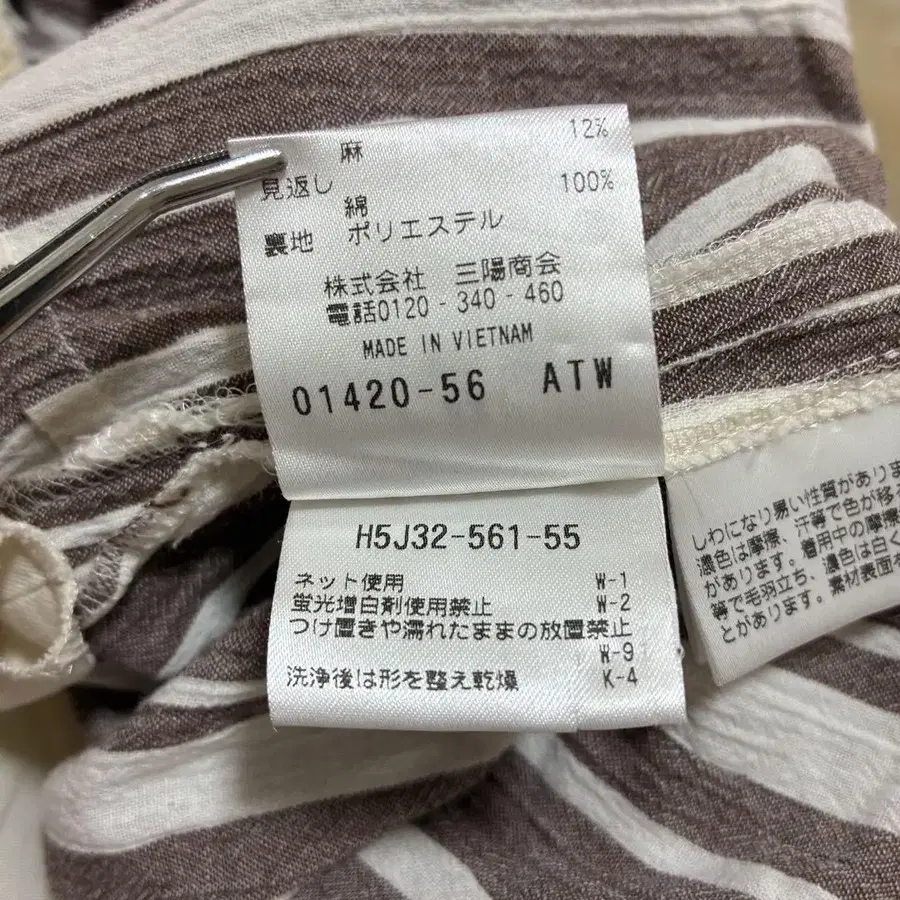 麻 12%
見返し
綿 100%
裏地 ポリエステル
株式会社 三陽商会
電話0120-340-460
MADE IN VIETNAM
01420-56 ATW
H5J32-561-55
ネット使用 W-1
蛍光増白剤使用禁止 W-2
つけ置きや濡れたままの放置禁止
W-9
洗浄後は形を整え乾燥 K-4
しわになり易い性質がありま
濃色は摩擦、汗等で色が移
があります。着用中の摩擦
等で毛羽立ち、濃色は白く
とがあります。素材表面